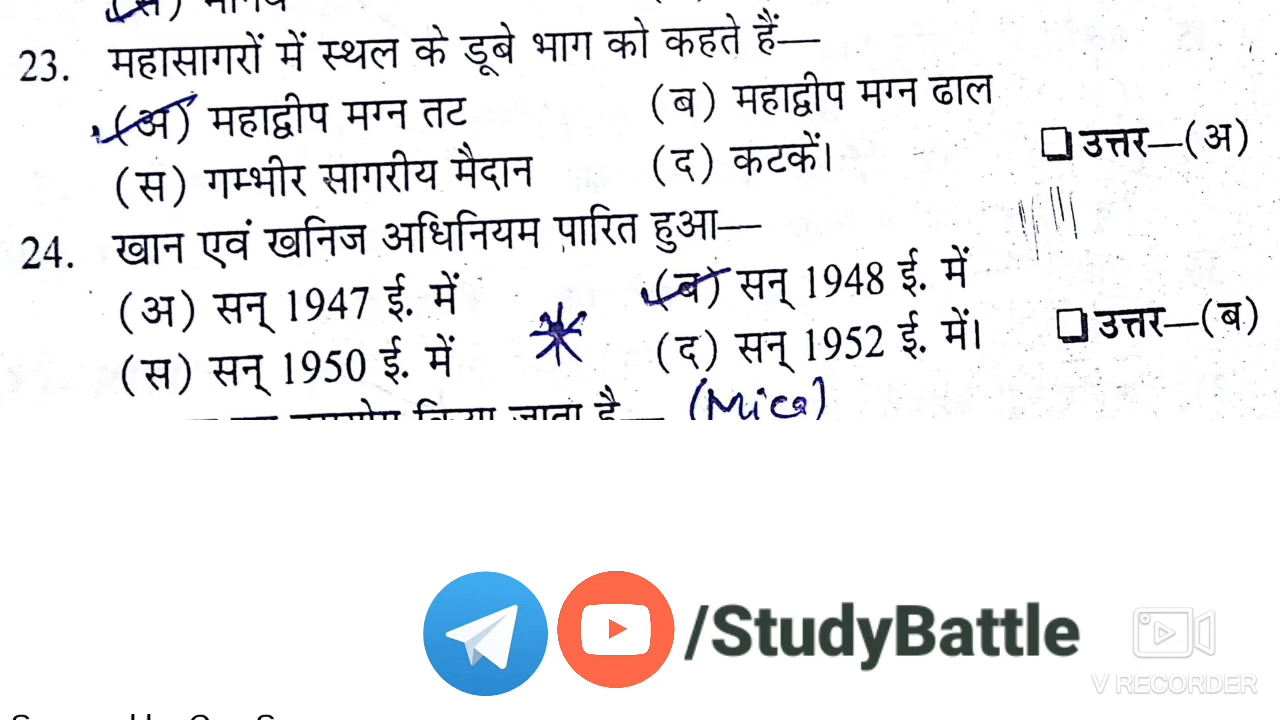 23. महासागरों में स्थल के डूबे भाग को कहते हैं—
(अ) महाद्वीप मग्न तट (ब) महाद्वीप मग्न ढाल
(स) गम्भीर सागरीय मैदान (द) कटकें। उत्तर—(अ)
24. खान एवं खनिज अधिनियम पारित हुआ—
(अ) सन् 1947 ई. में (ब) सन् 1948 ई. में
(स) सन् 1950 ई. में (द) सन् 1952 ई. में। उत्तर—(ब)
किया जाता है— (Mica)
/StudyBattle
V RECORDER